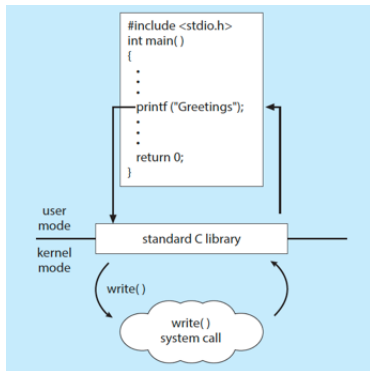 #include <stdio.h>
int main( )
{
•
•
•
printf ("Greetings");
•
•
•
return 0;
}
user
mode
standard C library
kernel
mode
write( )
write( )
system call